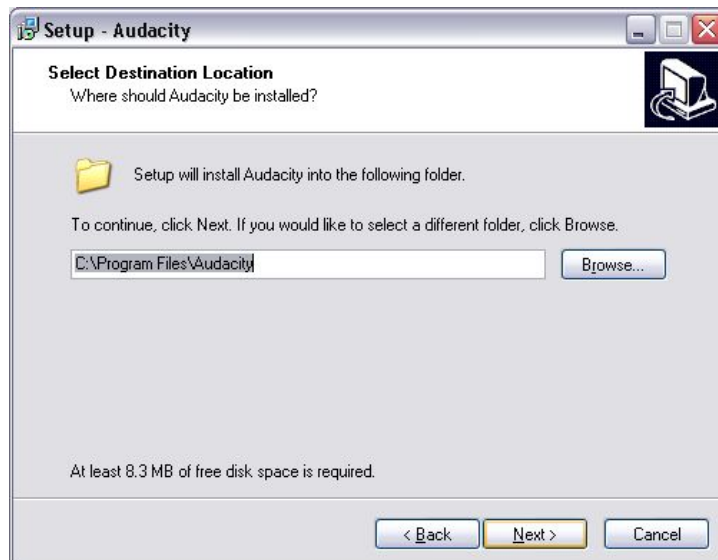 Setup - Audacity
Select Destination Location
Where should Audacity be installed?
Setup will install Audacity into the following folder.
To continue, click Next. If you would like to select a different folder, click Browse.
C:\Program Files\Audacity
Browse...
At least 8.3 MB of free disk space is required.
< Back
Next >
Cancel